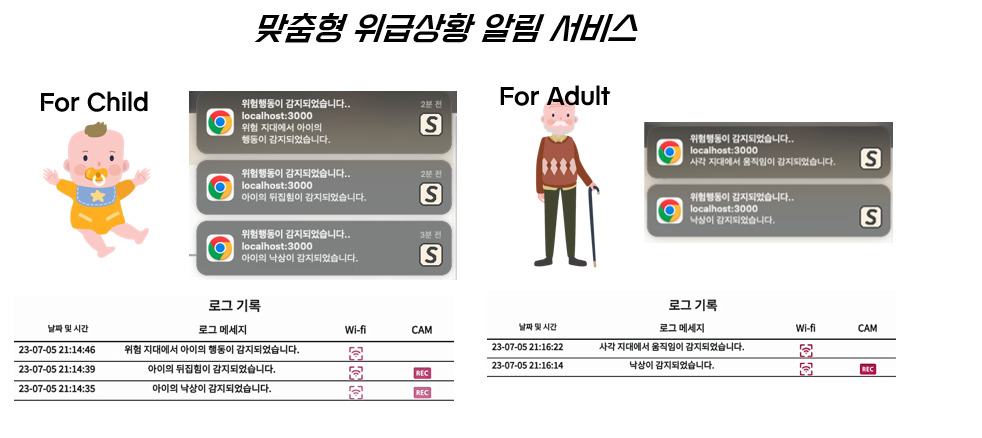 맞춤형 위급상황 알림 서비스
For Child
위험행동이 감지되었습니다..
2분 전
localhost:3000
위험 지대에서 아이의
행동이 감지되었습니다.
S
위험행동이 감지되었습니다..
2분 전
localhost:3000
아이의 뒤집힘이 감지되었습니다.
S
위험행동이 감지되었습니다..
3분 전
localhost:3000
아이의 낙상이 감지되었습니다.
S
로그 기록
날짜 및 시간 로그 메세지 Wi-fi CAM
23-07-05 21:14:46 위험 지대에서 아이의 행동이 감지되었습니다.
23-07-05 21:14:39 아이의 뒤집힘이 감지되었습니다. REC
23-07-05 21:14:35 아이의 낙상이 감지되었습니다. REC
For Adult
위험행동이 감지되었습니다..
localhost:3000
사각 지대에서 움직임이 감지되었습니다.
S
위험행동이 감지되었습니다..
localhost:3000
낙상이 감지되었습니다.
S
로그 기록
날짜 및 시간 로그 메세지 Wi-fi CAM
23-07-05 21:16:22 사각 지대에서 움직임이 감지되었습니다.
23-07-05 21:16:14 낙상이 감지되었습니다. REC